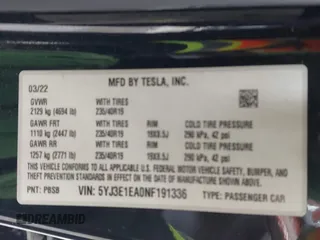 MFD BY TESLA, INC.
03/22
GVWR WITH TIRES
2129 kg (4694 lb) 235/40R19
GAWR FRT WITH TIRES RIM COLD TIRE PRESSURE
1110 kg (2447 lb) 235/40R19 19X8.5J 290 kPa, 42 psi
GAWR RR WITH TIRES RIM COLD TIRE PRESSURE
1257 kg (2771 lb) 235/40R19 19X8.5J 290 kPa, 42 psi
THIS VEHICLE CONFORMS TO ALL APPLICABLE
FEDERAL MOTOR VEHICLE SAFETY, BUMPER, AND
THEFT PREVENTION STANDARDS IN EFFECT ON THE
DATE OF MANUFACTURE SHOWN ABOVE.
PNT: PBSB VIN: 5YJ3E1EA0NF191336 TYPE: PASSENGER CAR
DREAMBID